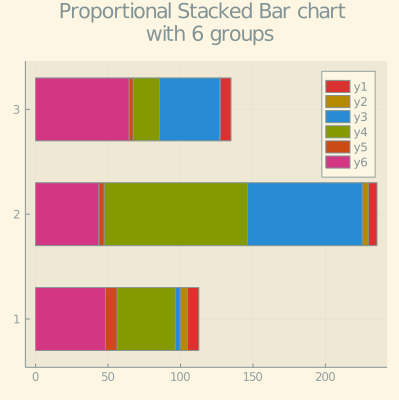 Proportional Stacked Bar chart
with 6 groups
3
2
1
y1
y2
y3
y4
y5
y6
0 50 100 150 200